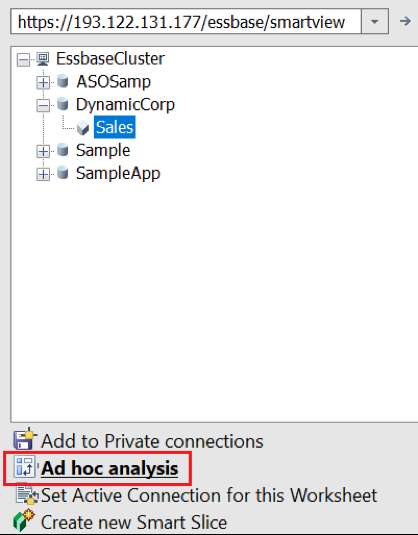 https://193.122.131.177/essbase/smartview
EssbaseCluster
ASOSamp
DynamicCorp
Sales
Sample
SampleApp
Add to Private connections
Ad hoc analysis
Set Active Connection for this Worksheet
Create new Smart Slice